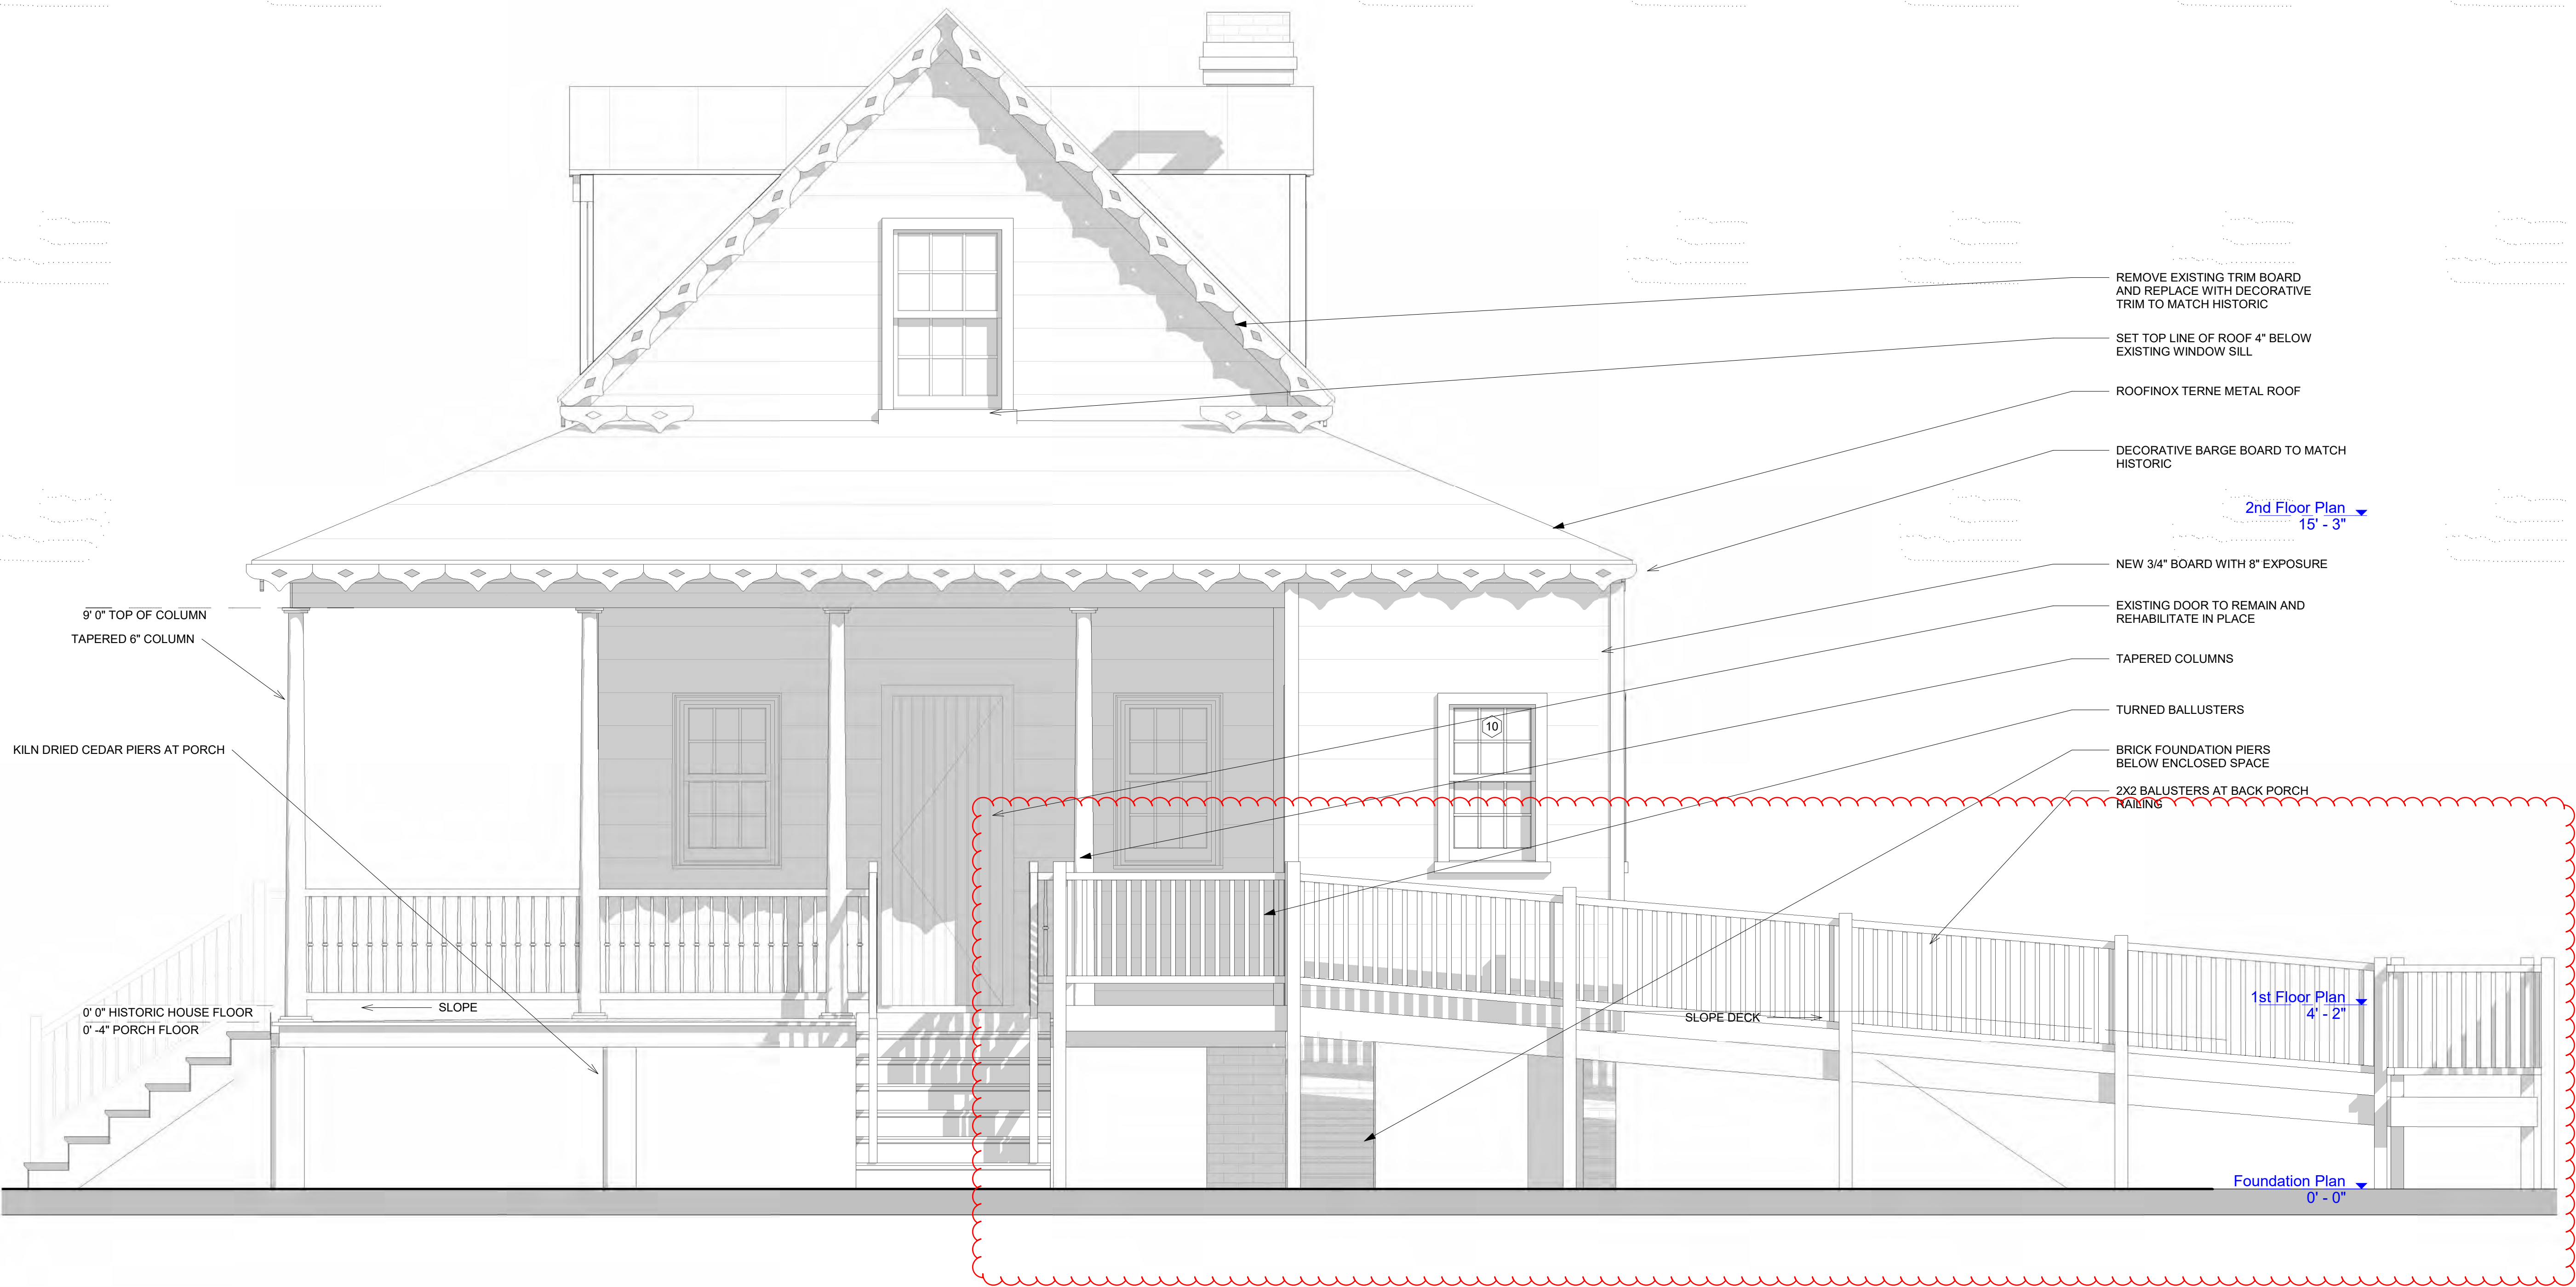 REMOVE EXISTING TRIM BOARD
AND REPLACE WITH DECORATIVE
TRIM TO MATCH HISTORIC
SET TOP LINE OF ROOF 4" BELOW
EXISTING WINDOW SILL
ROOFINOX TERNE METAL ROOF
DECORATIVE BARGE BOARD TO MATCH
HISTORIC
2nd Floor Plan
15' - 3"
NEW 3/4" BOARD WITH 8" EXPOSURE
EXISTING DOOR TO REMAIN AND
REHABILITATE IN PLACE
9' 0" TOP OF COLUMN
TAPERED 6" COLUMN
TAPERED COLUMNS
TURNED BALLUSTERS
10
KILN DRIED CEDAR PIERS AT PORCH
BRICK FOUNDATION PIERS
BELOW ENCLOSED SPACE
2X2 BALUSTERS AT BACK PORCH
RAILING
1st Floor Plan
4' - 2"
SLOPE
0' 0" HISTORIC HOUSE FLOOR
0' -4" PORCH FLOOR
SLOPE DECK
Foundation Plan
0' - 0"